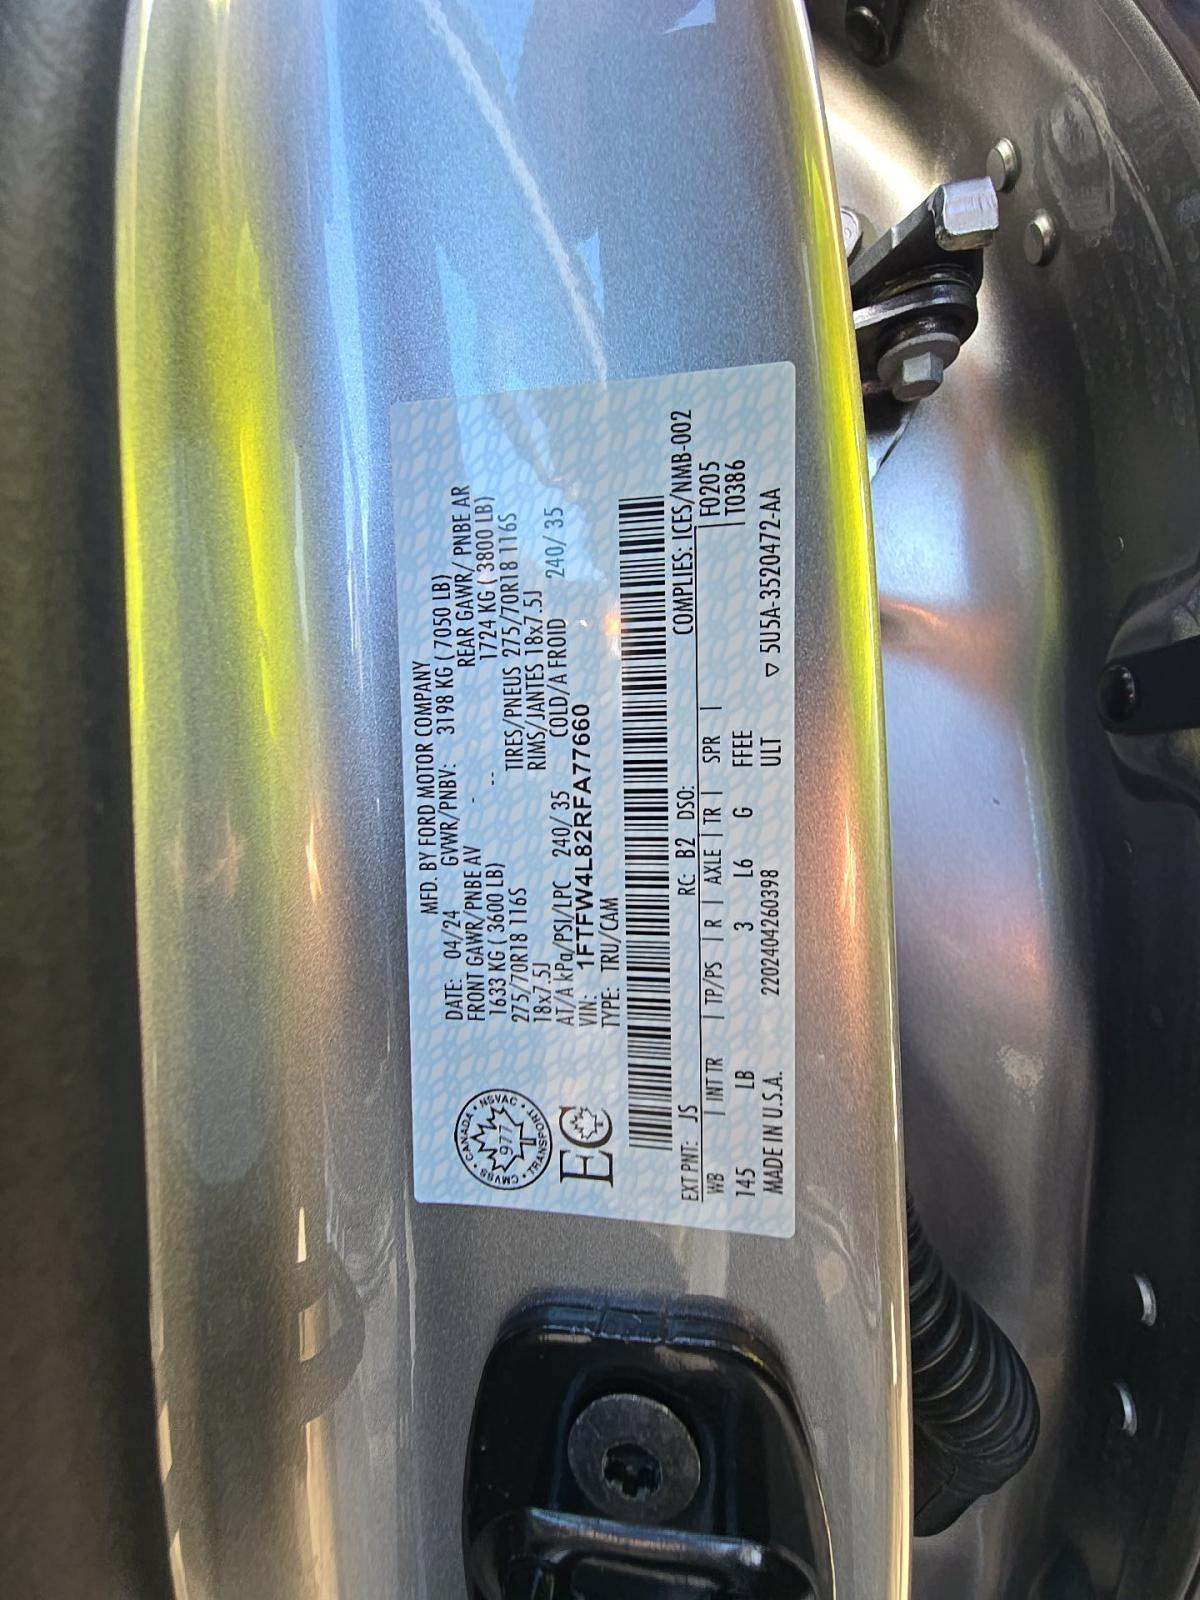 MFD. BY FORD MOTOR COMPANY
DATE: 04/24 GVWR/PNBV: 3198 KG (7050 LB)
FRONT GAWR/PNBE AV - REAR GAWR/PNBE AR
1633 KG (3600 LB) -- 1724 KG (3800 LB)
275/70R18 116S TIRES/PNEUS 275/70R18 116S
18x7.5J RIMS/JANTES 18x7.5J
AT/A kPa/PSI/LPC 240/35 COLD/A FROID 240/35
VIN: 1FTFW4L82RFA77660
TYPE: TRU/CAM
CANADA · NSVAC · TRANSPORT · CMVSS ·
977
EC
COMPLIES: ICES/NMB-002
EXT PNT: JS RC: B2 DSO: F0205
WB | INT TR | TP/PS | R | AXLE | TR | SPR | T0386
145 LB 3 L6 G FFEE
MADE IN U.S.A. 2202404260398 ULT ▽ 5U5A-3520472-AA